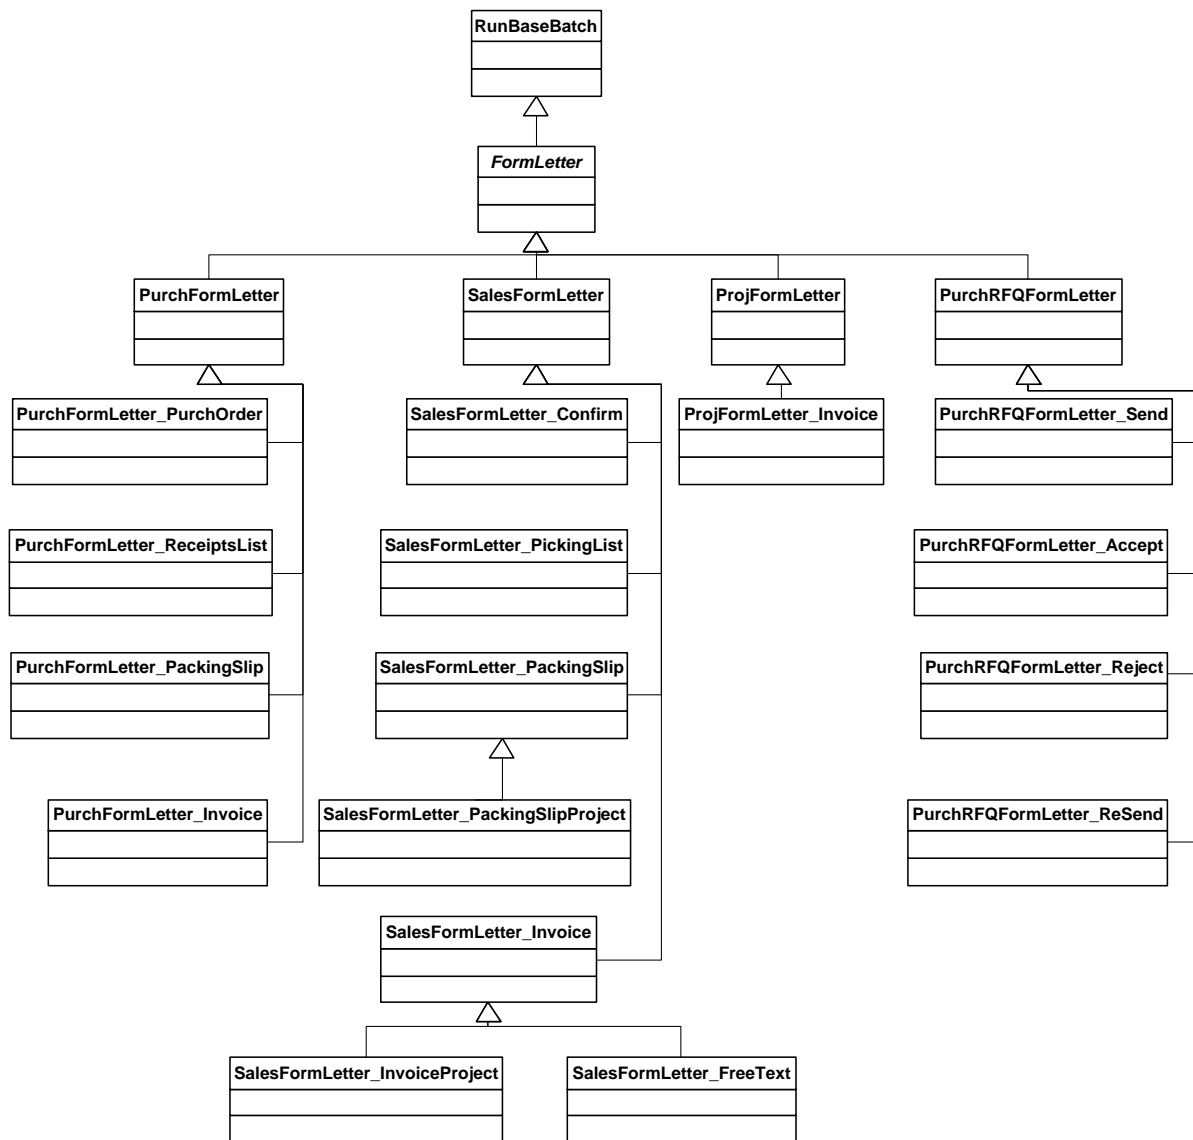 RunBaseBatch
FormLetter
PurchFormLetter
SalesFormLetter
ProjFormLetter
PurchRFQFormLetter
PurchFormLetter_PurchOrder
SalesFormLetter_Confirm
ProjFormLetter_Invoice
PurchRFQFormLetter_Send
PurchFormLetter_ReceiptsList
SalesFormLetter_PickingList
PurchRFQFormLetter_Accept
PurchFormLetter_PackingSlip
SalesFormLetter_PackingSlip
PurchRFQFormLetter_Reject
PurchFormLetter_Invoice
SalesFormLetter_PackingSlipProject
PurchRFQFormLetter_ReSend
SalesFormLetter_Invoice
SalesFormLetter_InvoiceProject
SalesFormLetter_FreeText